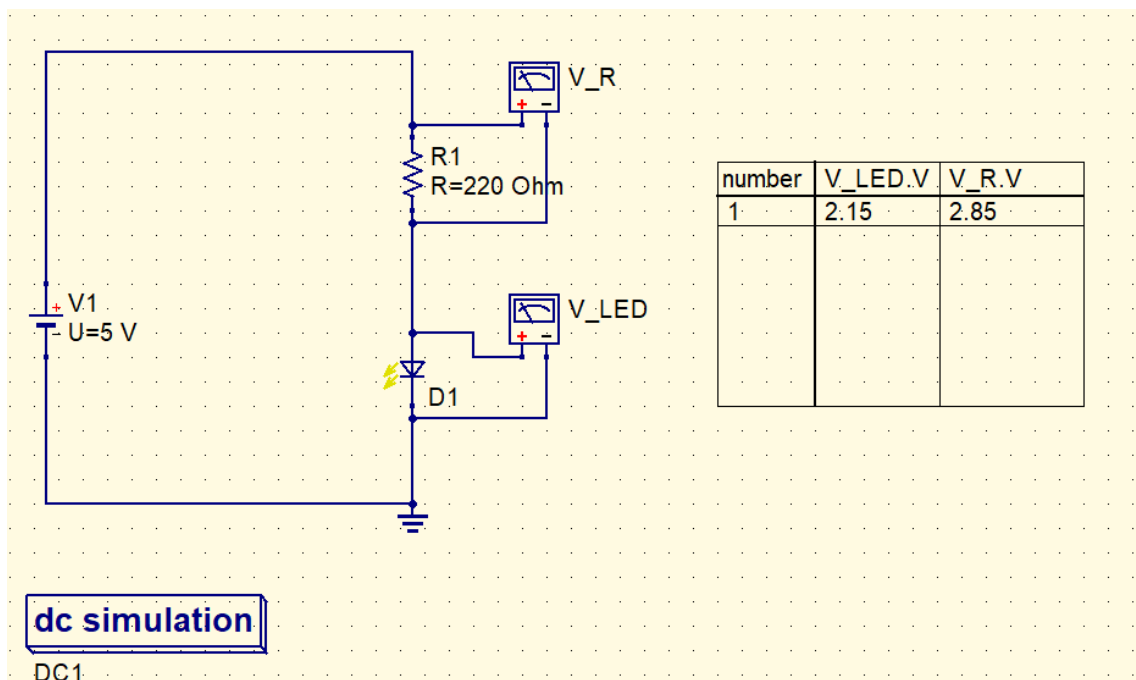 V_R
R1
R=220 Ohm
number V_LED.V V_R.V
1 2.15 2.85
V1
U=5 V
V_LED
D1
dc simulation
DC1